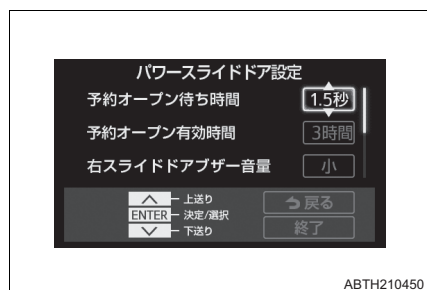 パワースライドドア設定
予約オープン待ち時間 1.5秒
予約オープン有効時間 3時間
右スライドドアブザー音量 小
上送り
ENTER 決定/選択
下送り
戻る
終了
ABTH210450